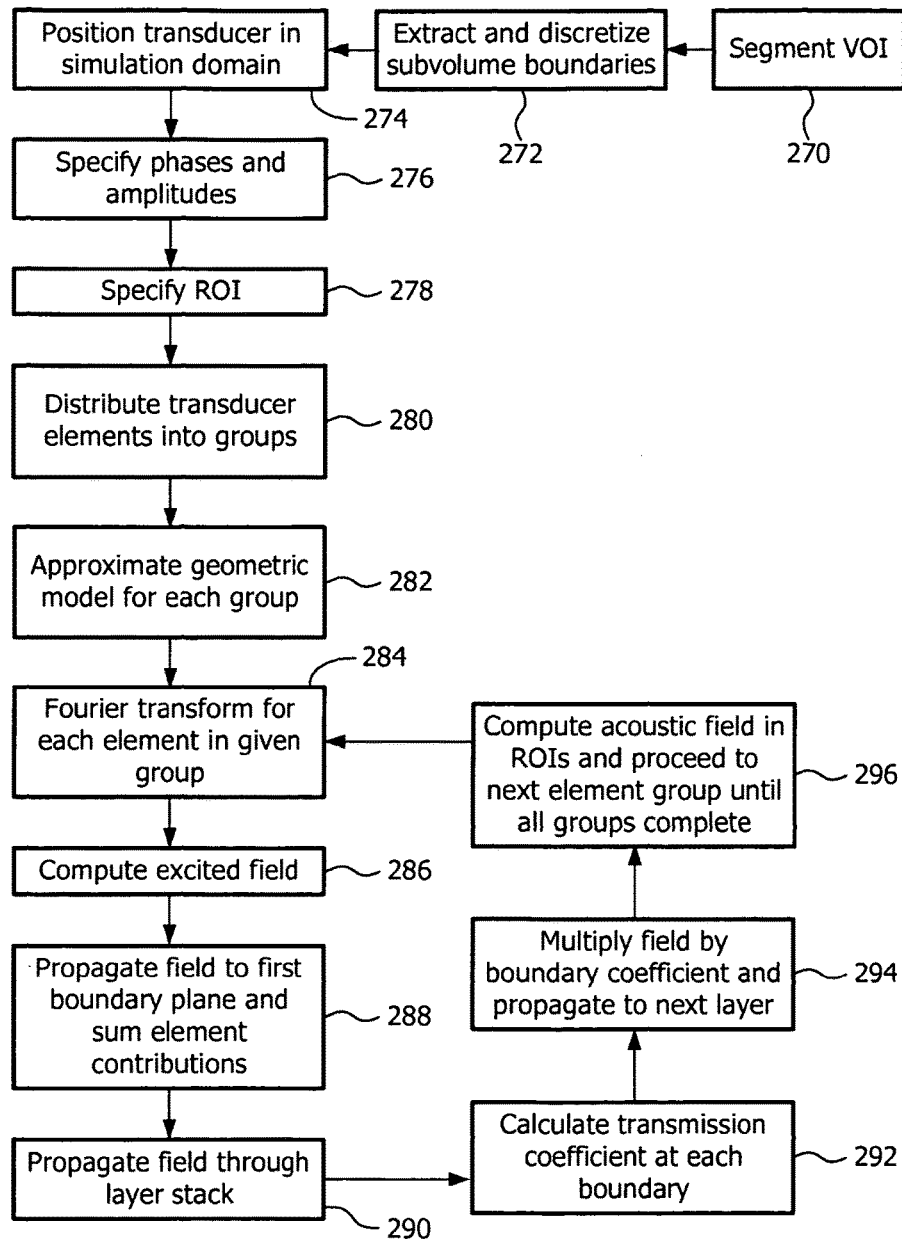 Segment VOI
270
Extract and discretize
subvolume boundaries
272
Position transducer in
simulation domain
274
Specify phases and
amplitudes
276
Specify ROI
278
Distribute transducer
elements into groups
280
Approximate geometric
model for each group
282
Fourier transform for
each element in given
group
284
Compute excited field
286
Propagate field to first
boundary plane and
sum element
contributions
288
Propagate field through
layer stack
290
Calculate transmission
coefficient at each
boundary
292
Multiply field by
boundary coefficient and
propagate to next layer
294
Compute acoustic field in
ROIs and proceed to
next element group until
all groups complete
296